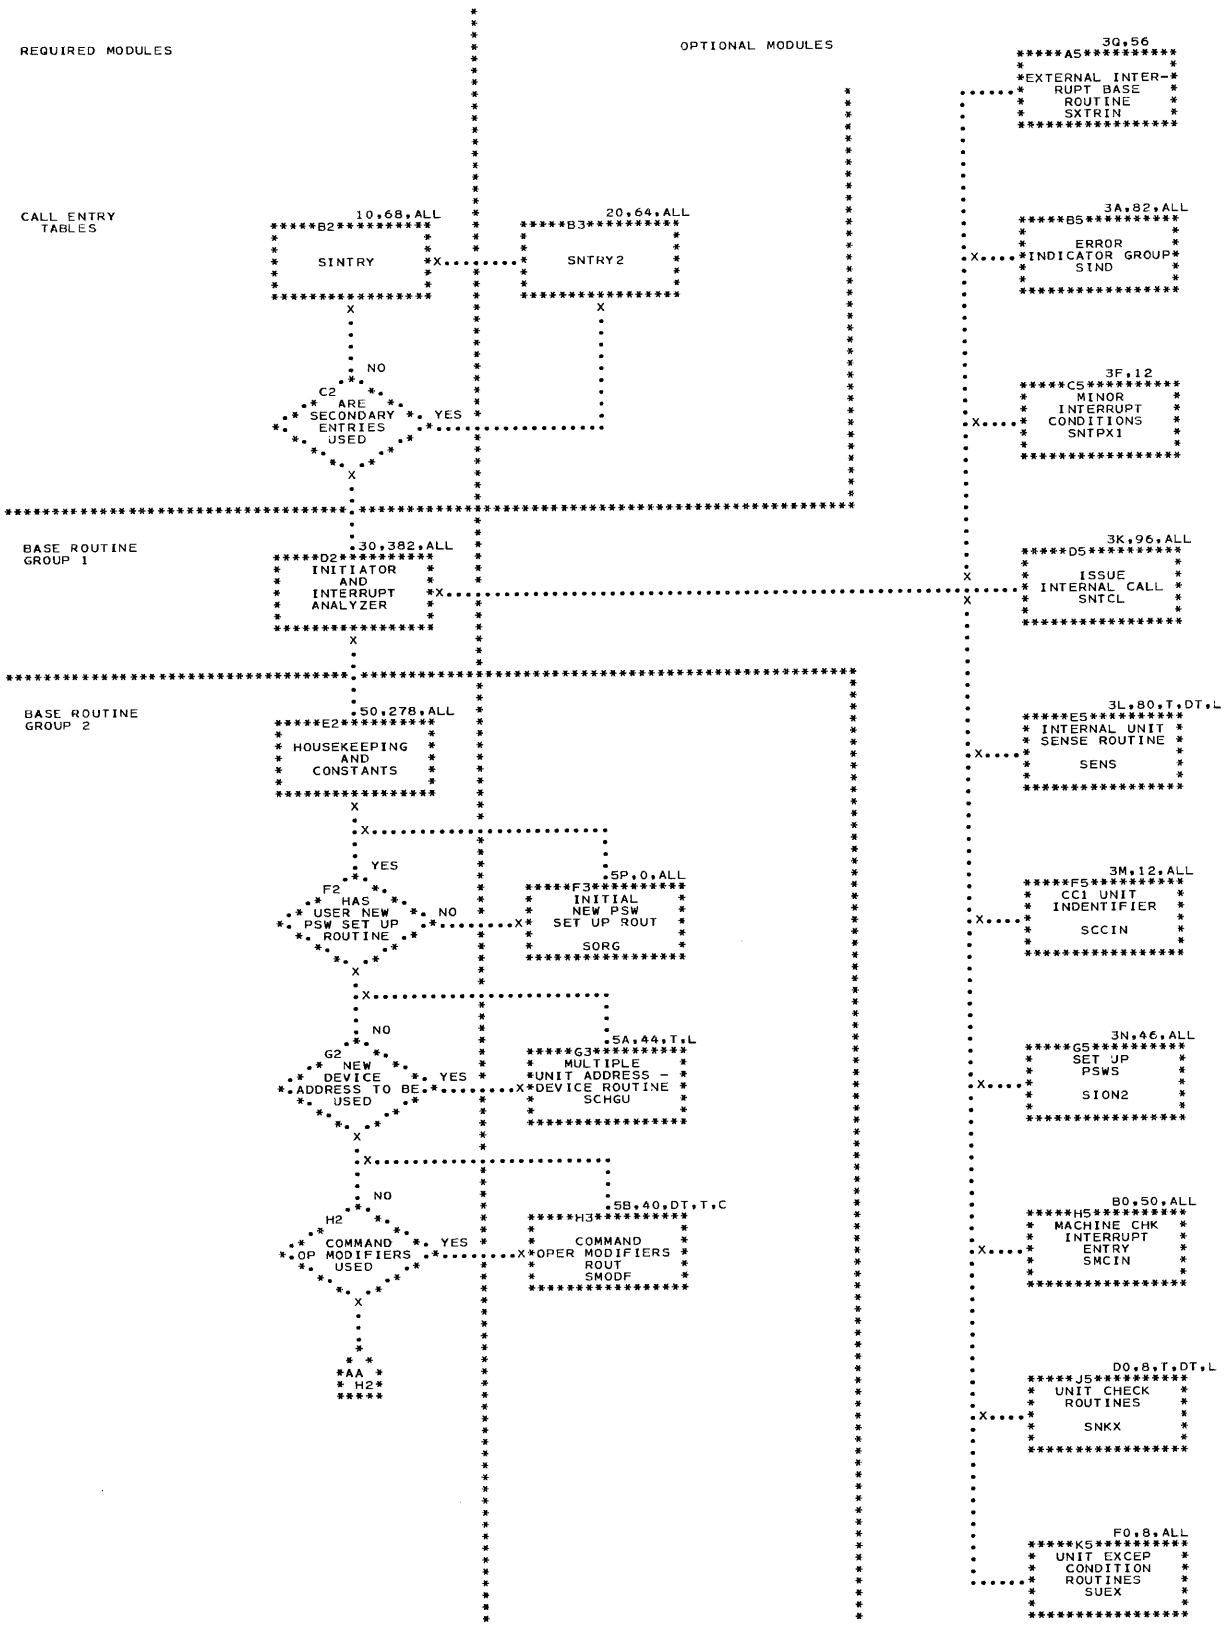 REQUIRED MODULES
OPTIONAL MODULES
3Q,56
A5
EXTERNAL INTER-
RUPT BASE
ROUTINE
SXTRIN
CALL ENTRY
TABLES
10,68,ALL
B2
SINTRY
20,64,ALL
B3
SNTRY2
3A,82,ALL
B5
ERROR
INDICATOR GROUP
SIND
NO
C2
ARE
SECONDARY
ENTRIES
USED
YES
3F,12
C5
MINOR
INTERRUPT
CONDITIONS
SNTPX1
BASE ROUTINE
GROUP 1
30,382,ALL
D2
INITIATOR
AND
INTERRUPT
ANALYZER
3K,96,ALL
D5
ISSUE
INTERNAL CALL
SNTCL
BASE ROUTINE
GROUP 2
50,278,ALL
E2
HOUSEKEEPING
AND
CONSTANTS
3L,80,T,DT,L
E5
INTERNAL UNIT
SENSE ROUTINE
SENS
YES
F2
HAS
USER NEW
PSW SET UP
ROUTINE
NO
5P,0,ALL
F3
INITIAL
NEW PSW
SET UP ROUT
SORG
3M,12,ALL
F5
CC1 UNIT
INDENTIFIER
SCCIN
NO
G2
NEW
DEVICE
ADDRESS TO BE
USED
YES
5A,44,T,L
G3
MULTIPLE
UNIT ADDRESS -
DEVICE ROUTINE
SCHGU
3N,46,ALL
G5
SET UP
PSWS
SION2
NO
H2
COMMAND
OP MODIFIERS
USED
YES
5B,40,DT,T,C
H3
COMMAND
OPER MODIFIERS
ROUT
SMODF
B0,50,ALL
H5
MACHINE CHK
INTERRUPT
ENTRY
SMCIN
AA
H2
D0,8,T,DT,L
J5
UNIT CHECK
ROUTINES
SNKX
F0,8,ALL
K5
UNIT EXCEP
CONDITION
ROUTINES
SUEX